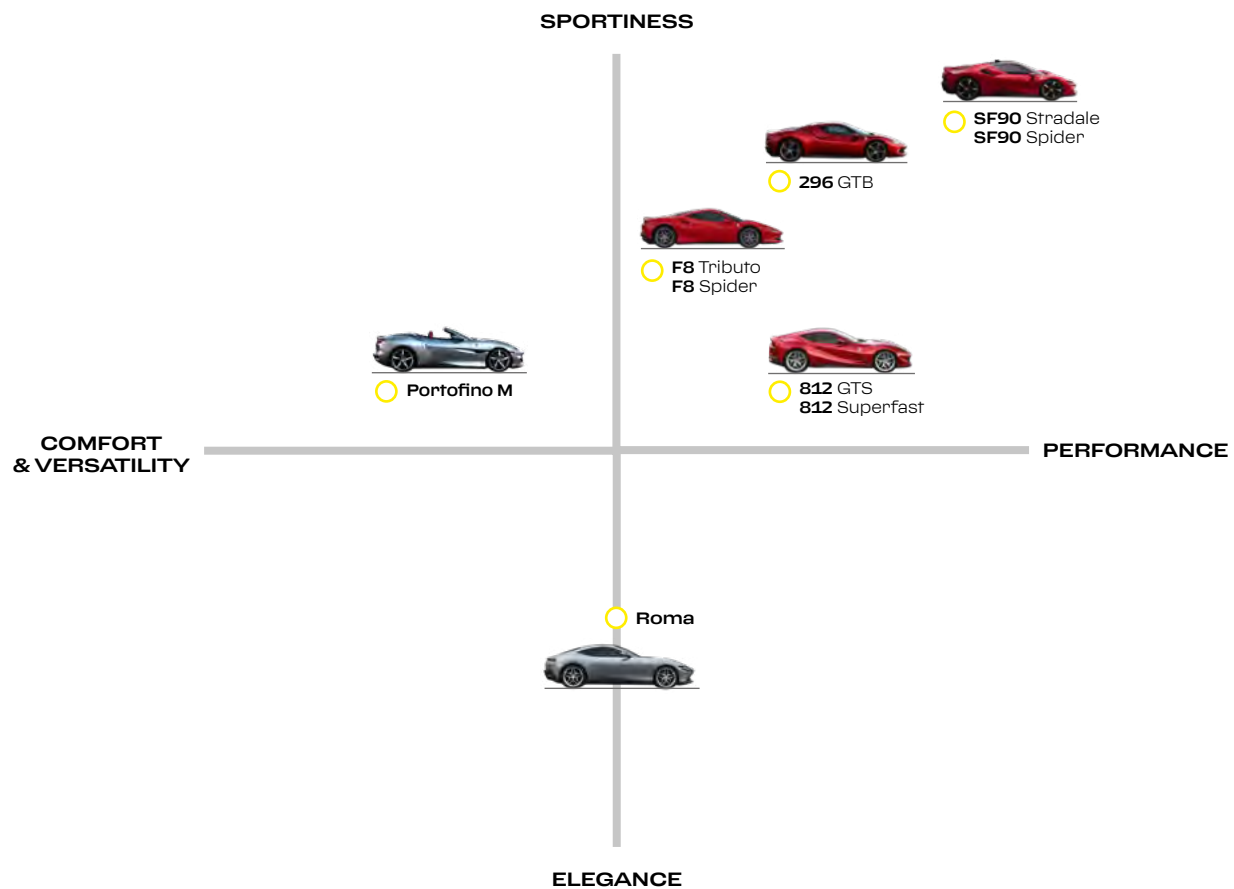 SPORTINESS
SF90 Stradale
SF90 Spider
296 GTB
F8 Tributo
F8 Spider
Portofino M
812 GTS
812 Superfast
COMFORT
& VERSATILITY
PERFORMANCE
Roma
ELEGANCE